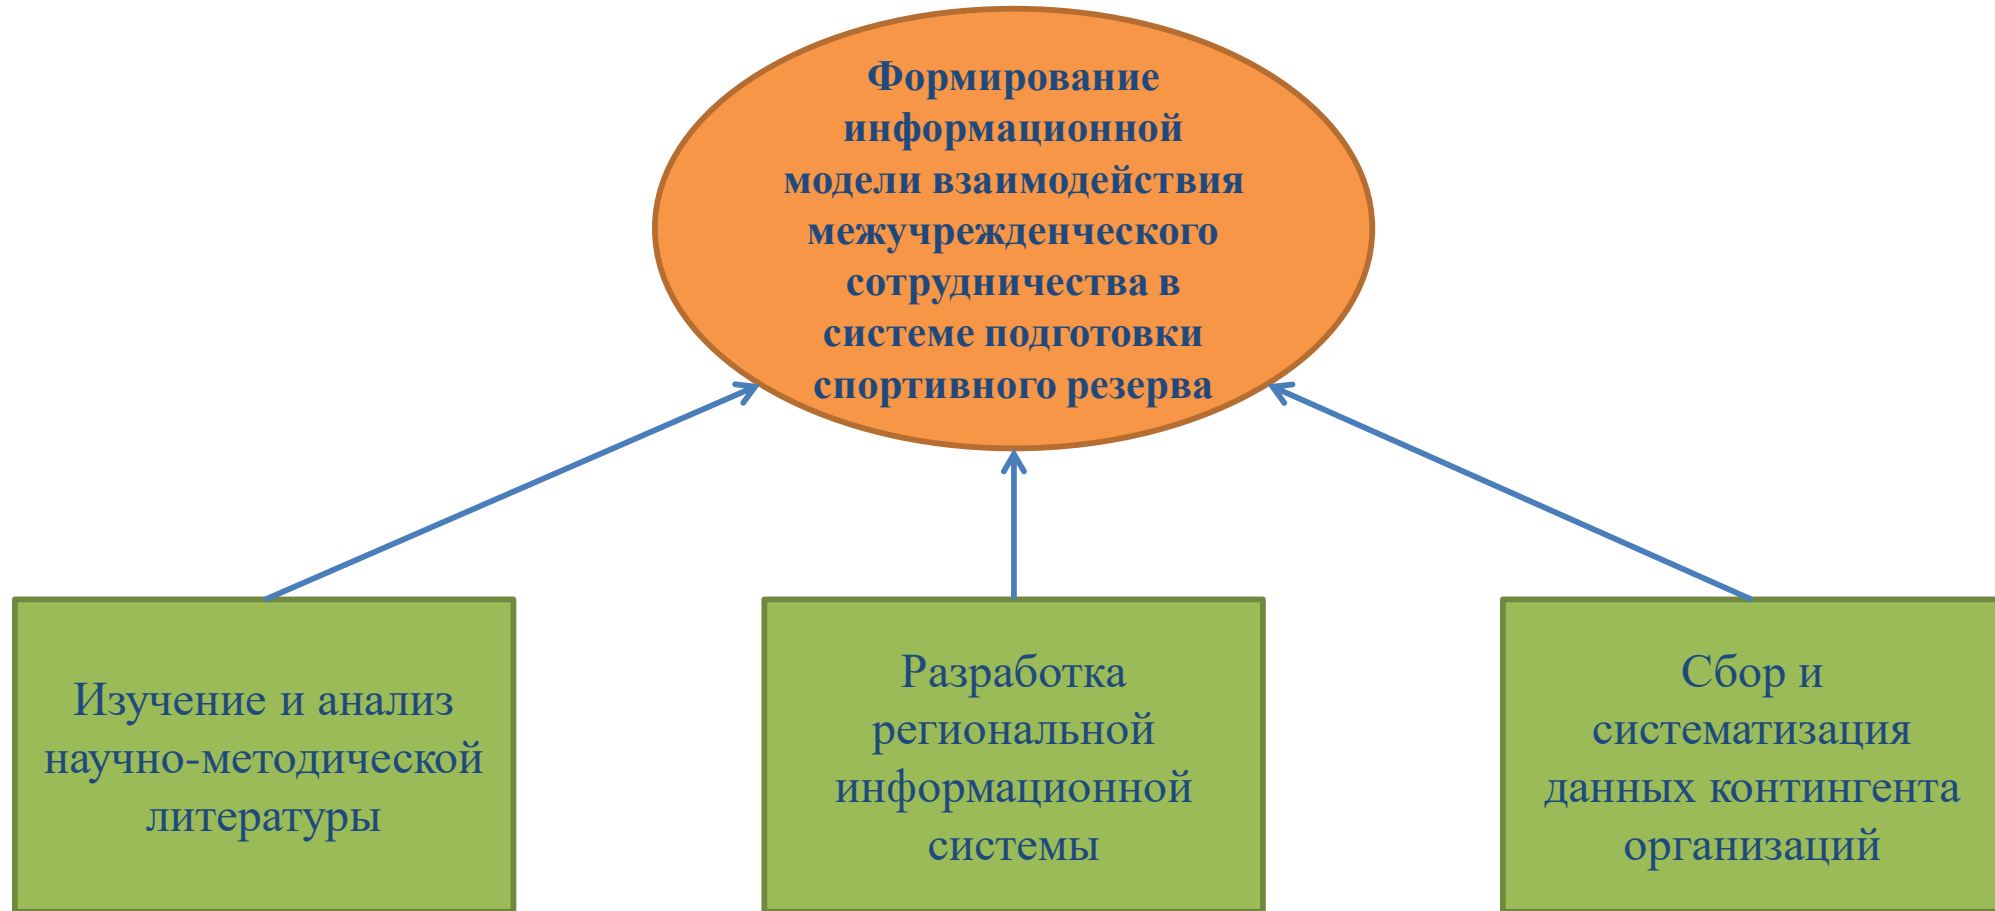 Формирование
информационной
модели взаимодействия
межучрежденческого
сотрудничества в
системе подготовки
спортивного резерва
Изучение и анализ
научно-методической
литературы
Разработка
региональной
информационной
системы
Сбор и
систематизация
данных контингента
организаций